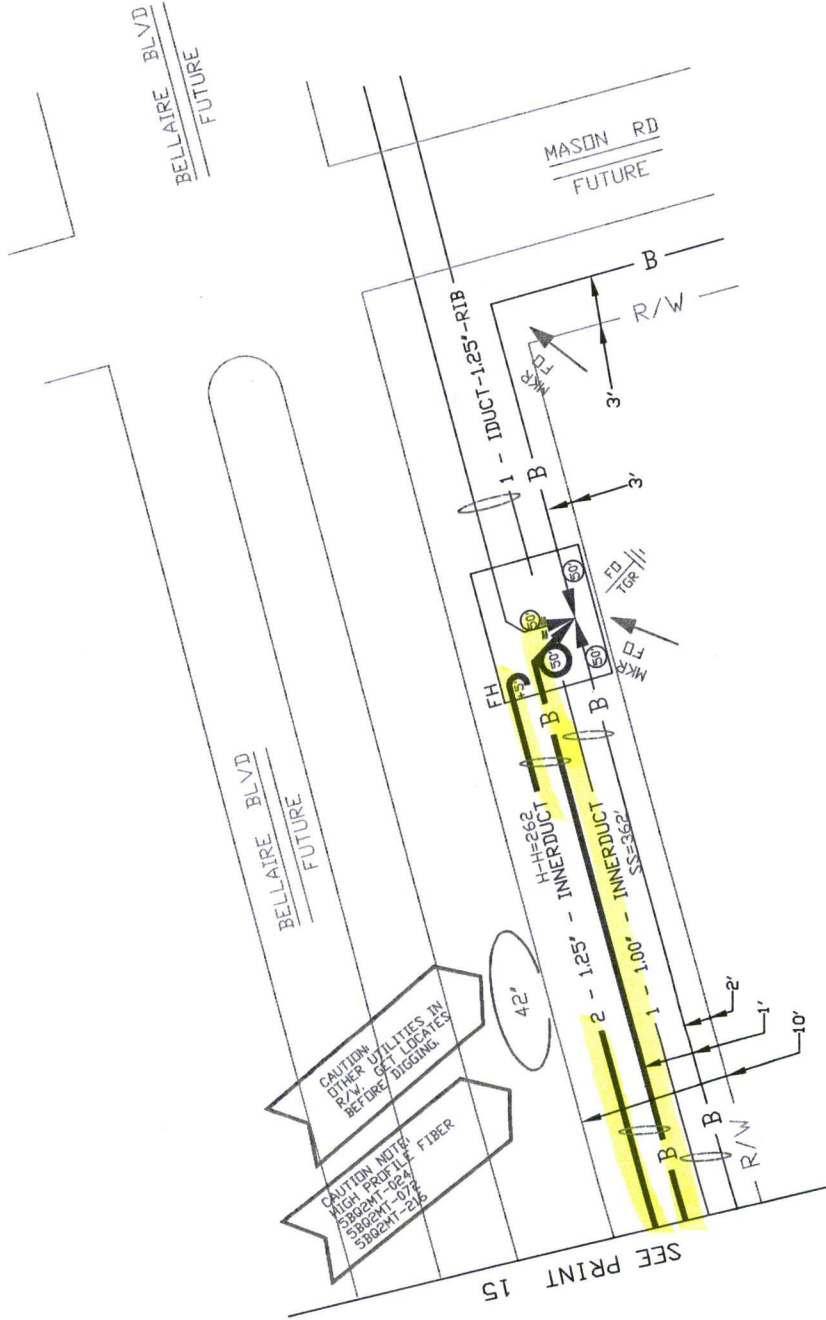 BELLAIRE BLVD
FUTURE
MASON RD
FUTURE
BELLAIRE BLVD
FUTURE
CAUTION:
OTHER UTILITIES IN
R/W. GET LOCATES
BEFORE DIGGING.
CAUTION NOTE:
HIGH PROFILE FIBER
5BQ2MT-024
5BQ2MT-072
5BQ2MT-216
42'
1 - IDUCT-1.25"-RIB
B
B
R/W
3'
3'
MKR
FO
FO
TGR
MKR
FO
FH
+5'
50'
50'
50'
50'
B
B
H-H=262
2 - 1.25" - INNERDUCT
1 - 1.00" - INNERDUCT
SS=362'
B
B
R/W
2'
1'
10'
SEE PRINT 15